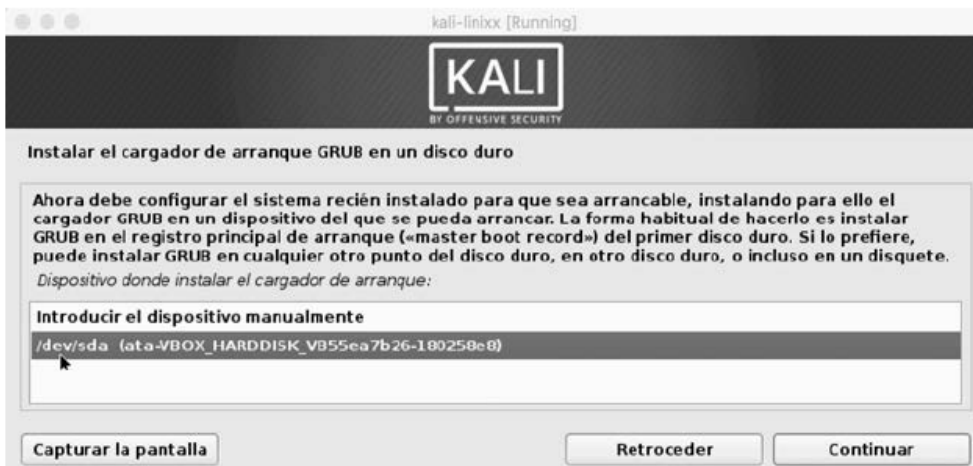 kali-linixx [Running]
KALI
BY OFFENSIVE SECURITY
Instalar el cargador de arranque GRUB en un disco duro
Ahora debe configurar el sistema recién instalado para que sea arrancable, instalando para ello el
cargador GRUB en un dispositivo del que se pueda arrancar. La forma habitual de hacerlo es instalar
GRUB en el registro principal de arranque («master boot record») del primer disco duro. Si lo prefiere,
puede instalar GRUB en cualquier otro punto del disco duro, en otro disco duro, o incluso en un disquete.
Dispositivo donde instalar el cargador de arranque:
Introducir el dispositivo manualmente
/dev/sda (ata-VBOX_HARDDISK_VB55ea7b26-180258e8)
Capturar la pantalla
Retroceder
Continuar